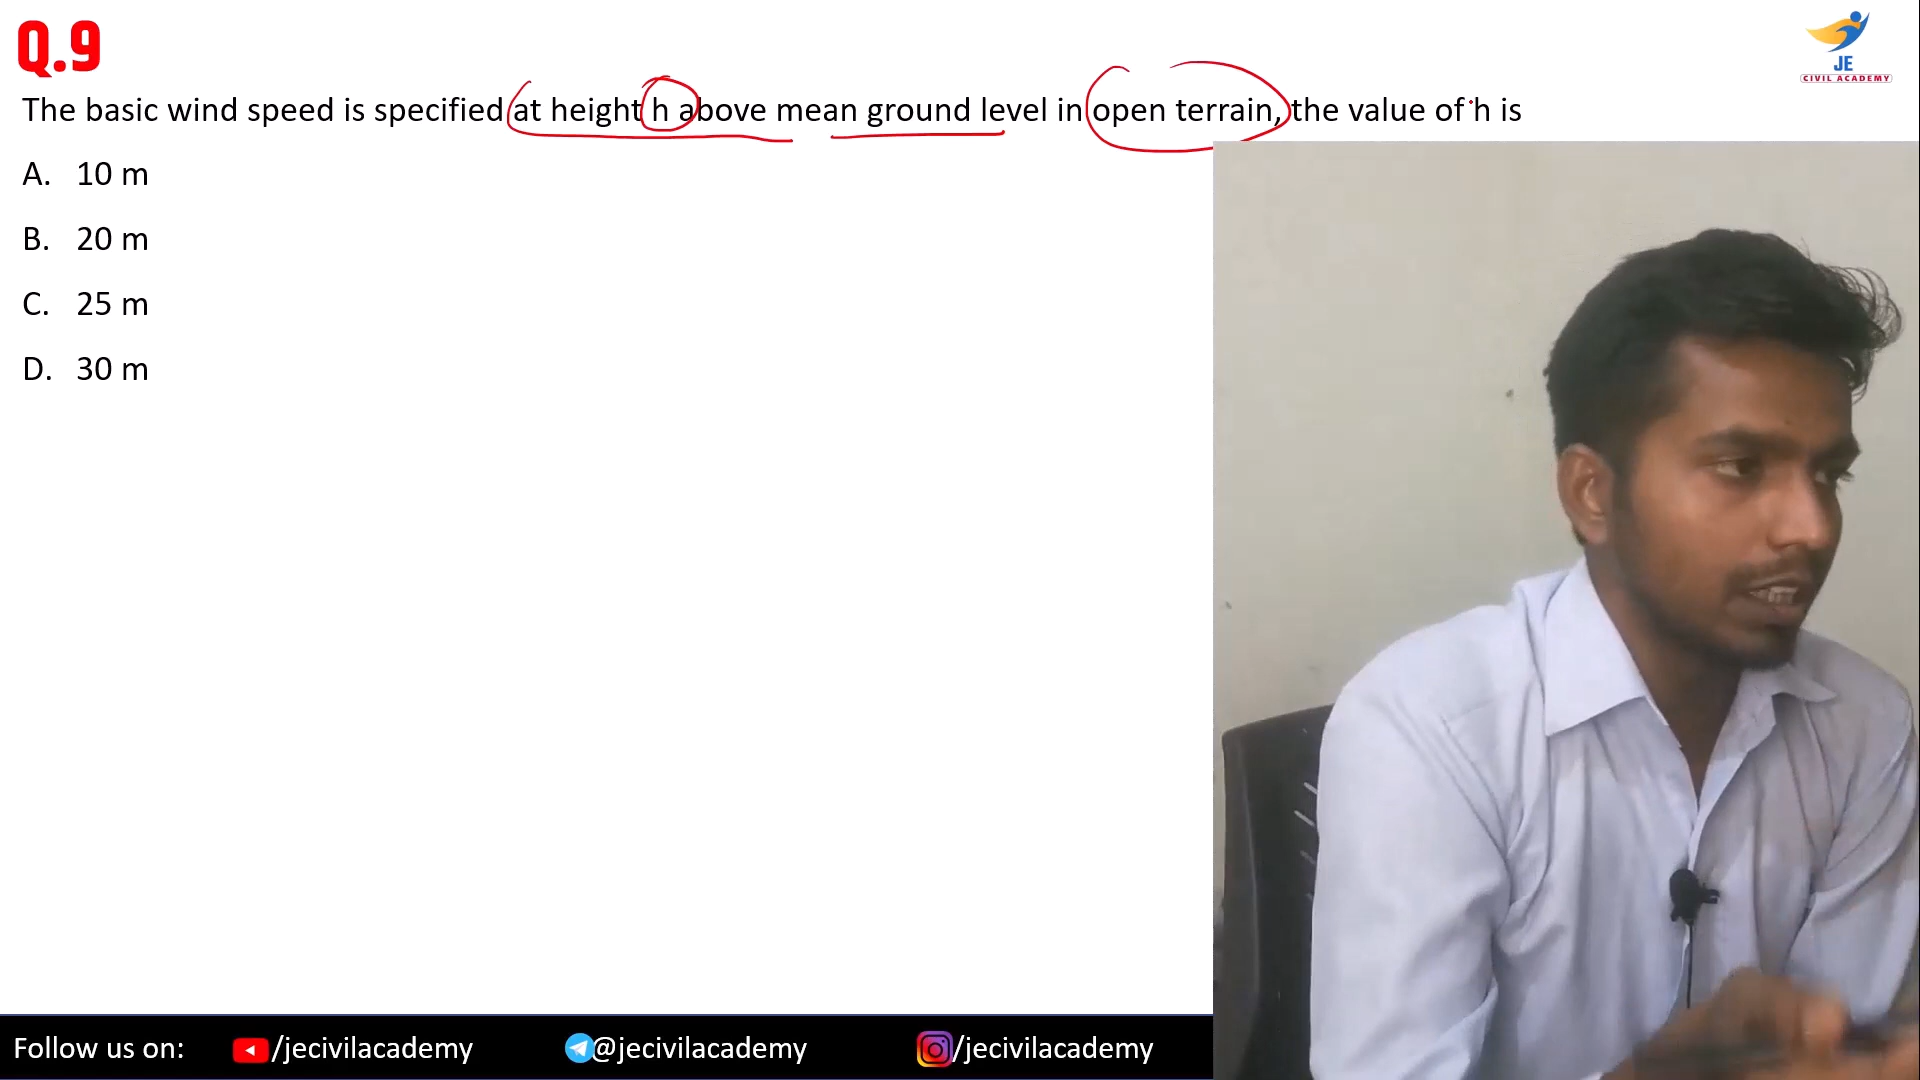 Q.9
JE
CIVIL ACADEMY
The basic wind speed is specified at height h above mean ground level in open terrain, the value of h is
A. 10 m
B. 20 m
C. 25 m
D. 30 m
Follow us on: /jecivilacademy @jecivilacademy /jecivilacademy